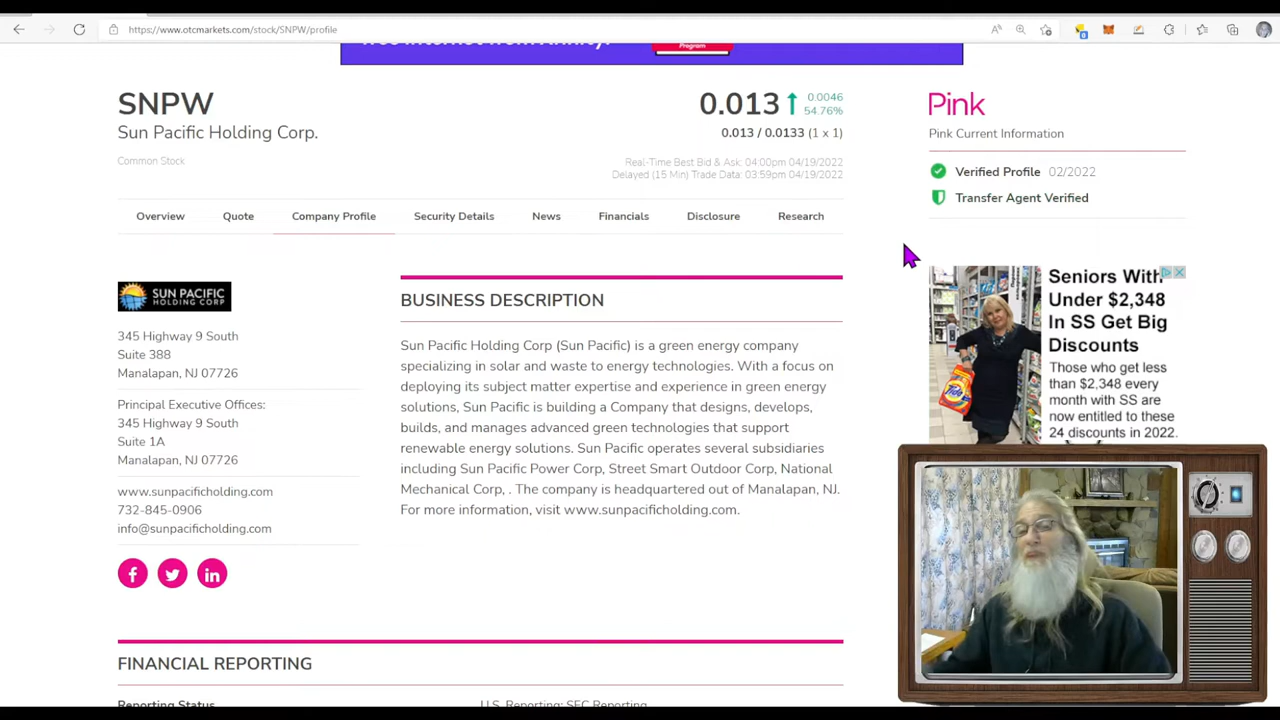 https://www.otcmarkets.com/stock/SNPW/profile
Program
SNPW
Sun Pacific Holding Corp.
Common Stock
0.013
0.0046
54.76%
0.013 / 0.0133 (1 x 1)
Real-Time Best Bid & Ask: 04:00pm 04/19/2022
Delayed (15 Min) Trade Data: 03:59pm 04/19/2022
Pink
Pink Current Information
Verified Profile 02/2022
Transfer Agent Verified
Overview Quote Company Profile Security Details News Financials Disclosure Research
SUN PACIFIC
HOLDING CORP
345 Highway 9 South
Suite 388
Manalapan, NJ 07726
Principal Executive Offices:
345 Highway 9 South
Suite 1A
Manalapan, NJ 07726
www.sunpacificholding.com
732-845-0906
info@sunpacificholding.com
BUSINESS DESCRIPTION
Sun Pacific Holding Corp (Sun Pacific) is a green energy company
specializing in solar and waste to energy technologies. With a focus on
deploying its subject matter expertise and experience in green energy
solutions, Sun Pacific is building a Company that designs, develops,
builds, and manages advanced green technologies that support
renewable energy solutions. Sun Pacific operates several subsidiaries
including Sun Pacific Power Corp, Street Smart Outdoor Corp, National
Mechanical Corp, . The company is headquartered out of Manalapan, NJ.
For more information, visit www.sunpacificholding.com.
Seniors With
Under $2,348
In SS Get Big
Discounts
Those who get less
than $2,348 every
month with SS are
now entitled to these
24 discounts in 2022.
Tide
FINANCIAL REPORTING
Reporting Status U.S. Reporting: SEC Reporting